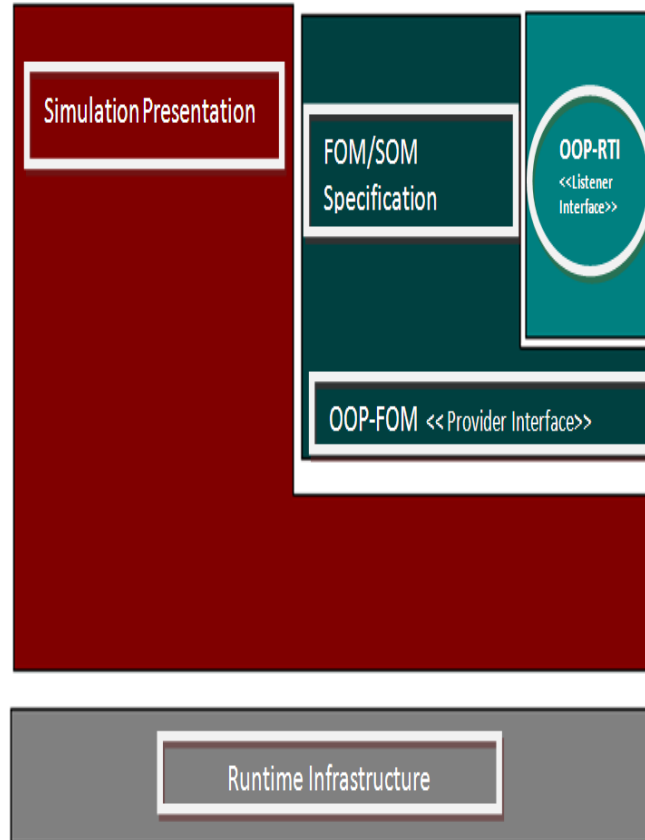 Simulation Presentation
FOM/SOM
Specification
OOP-RTI
<<Listener
Interface>>
OOP-FOM << Provider Interface>>
Runtime Infrastructure